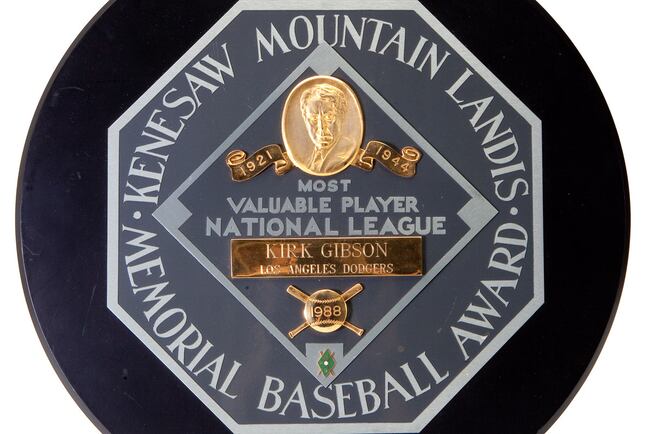 KENESAW MOUNTAIN LANDIS
MEMORIAL BASEBALL AWARD
1921 1944
MOST
VALUABLE PLAYER
NATIONAL LEAGUE
KIRK GIBSON
LOS ANGELES DODGERS
1988